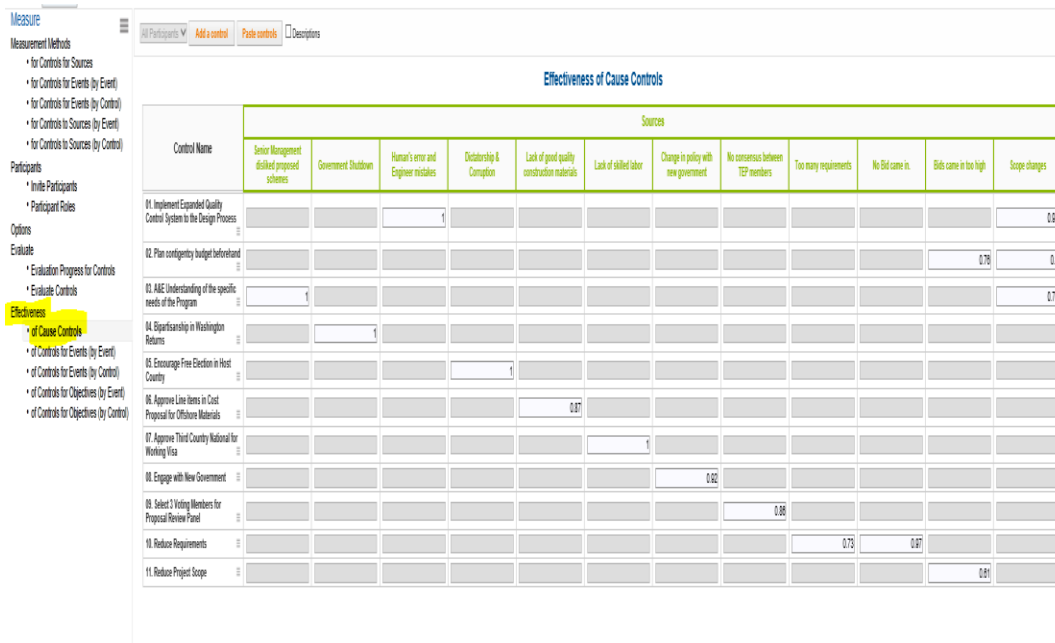 Measure
Measurement Methods
• for Controls for Sources
• for Controls for Events (by Event)
• for Controls for Events (by Control)
• for Controls to Sources (by Event)
• for Controls to Sources (by Control)
Participants
• Invite Participants
• Participant Roles
Options
Evaluate
• Evaluation Progress for Controls
• Evaluate Controls
Effectiveness
• of Cause Controls
• of Controls for Events (by Event)
• of Controls for Events (by Control)
• of Controls for Objectives (by Event)
• of Controls for Objectives (by Control)
All Participants Add a control Paste controls Descriptions
Effectiveness of Cause Controls
Sources
Control Name
Senior Management
disliked proposed
schemes
Government Shutdown
Human's error and
Engineer mistakes
Dictatorship &
Corruption
Lack of good quality
construction materials
Lack of skilled labor
Change in policy with
new government
No consensus between
TEP members
Too many requirements
No Bid came in.
Bids came in too high
Scope changes
01. Implement Expanded Quality
Control System to the Design Process
1
02. Plan contigentcy budget beforehand
0.76
03. A&E Understanding of the specific
needs of the Program
1
04. Bipartisanship in Washington
Returns
1
05. Encourage Free Election in Host
Country
1
06. Approve Line Items in Cost
Proposal for Offshore Materials
0.87
07. Approve Third Country National for
Working Visa
1
08. Engage with New Government
0.92
09. Select 3 Voting Members for
Proposal Review Panel
0.86
10. Reduce Requirements
0.73 0.97
11. Reduce Project Scope
0.61